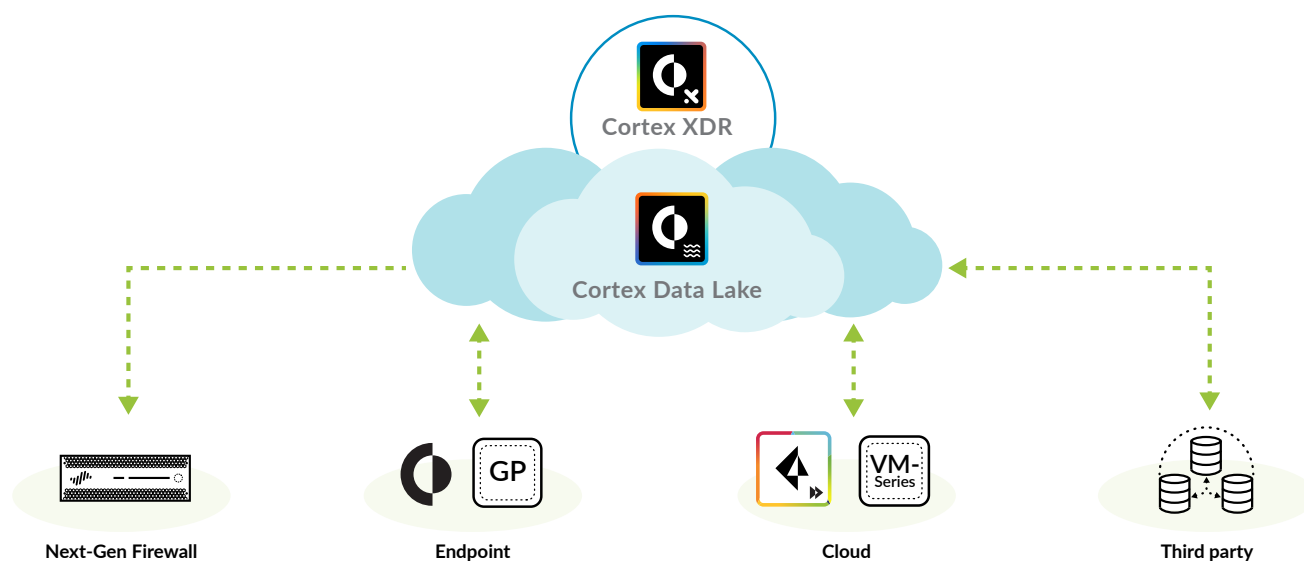 Cortex XDR
Cortex Data Lake
GP
VM-
Series
Next-Gen Firewall
Endpoint
Cloud
Third party